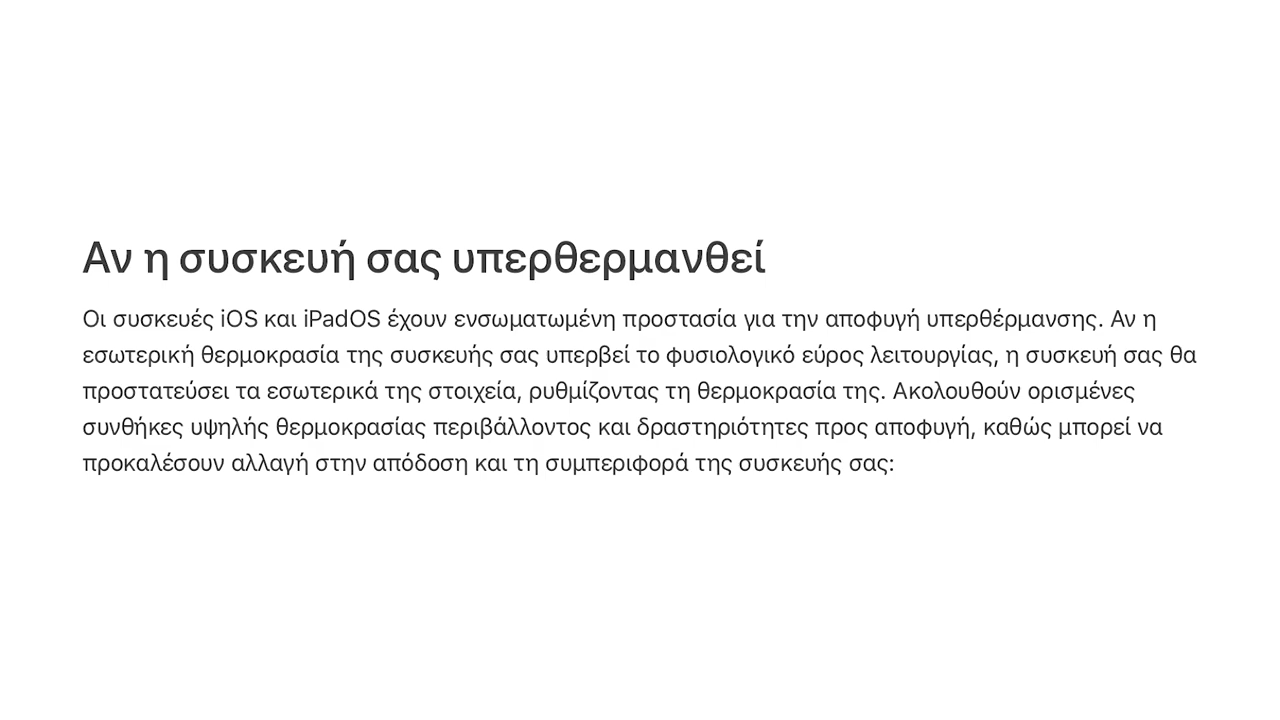 Αν η συσκευή σας υπερθερμανθεί
Οι συσκευές iOS και iPadOS έχουν ενσωματωμένη προστασία για την αποφυγή υπερθέρμανσης. Αν η
εσωτερική θερμοκρασία της συσκευής σας υπερβεί το φυσιολογικό εύρος λειτουργίας, η συσκευή σας θα
προστατεύσει τα εσωτερικά της στοιχεία, ρυθμίζοντας τη θερμοκρασία της. Ακολουθούν ορισμένες
συνθήκες υψηλής θερμοκρασίας περιβάλλοντος και δραστηριότητες προς αποφυγή, καθώς μπορεί να
προκαλέσουν αλλαγή στην απόδοση και τη συμπεριφορά της συσκευής σας: